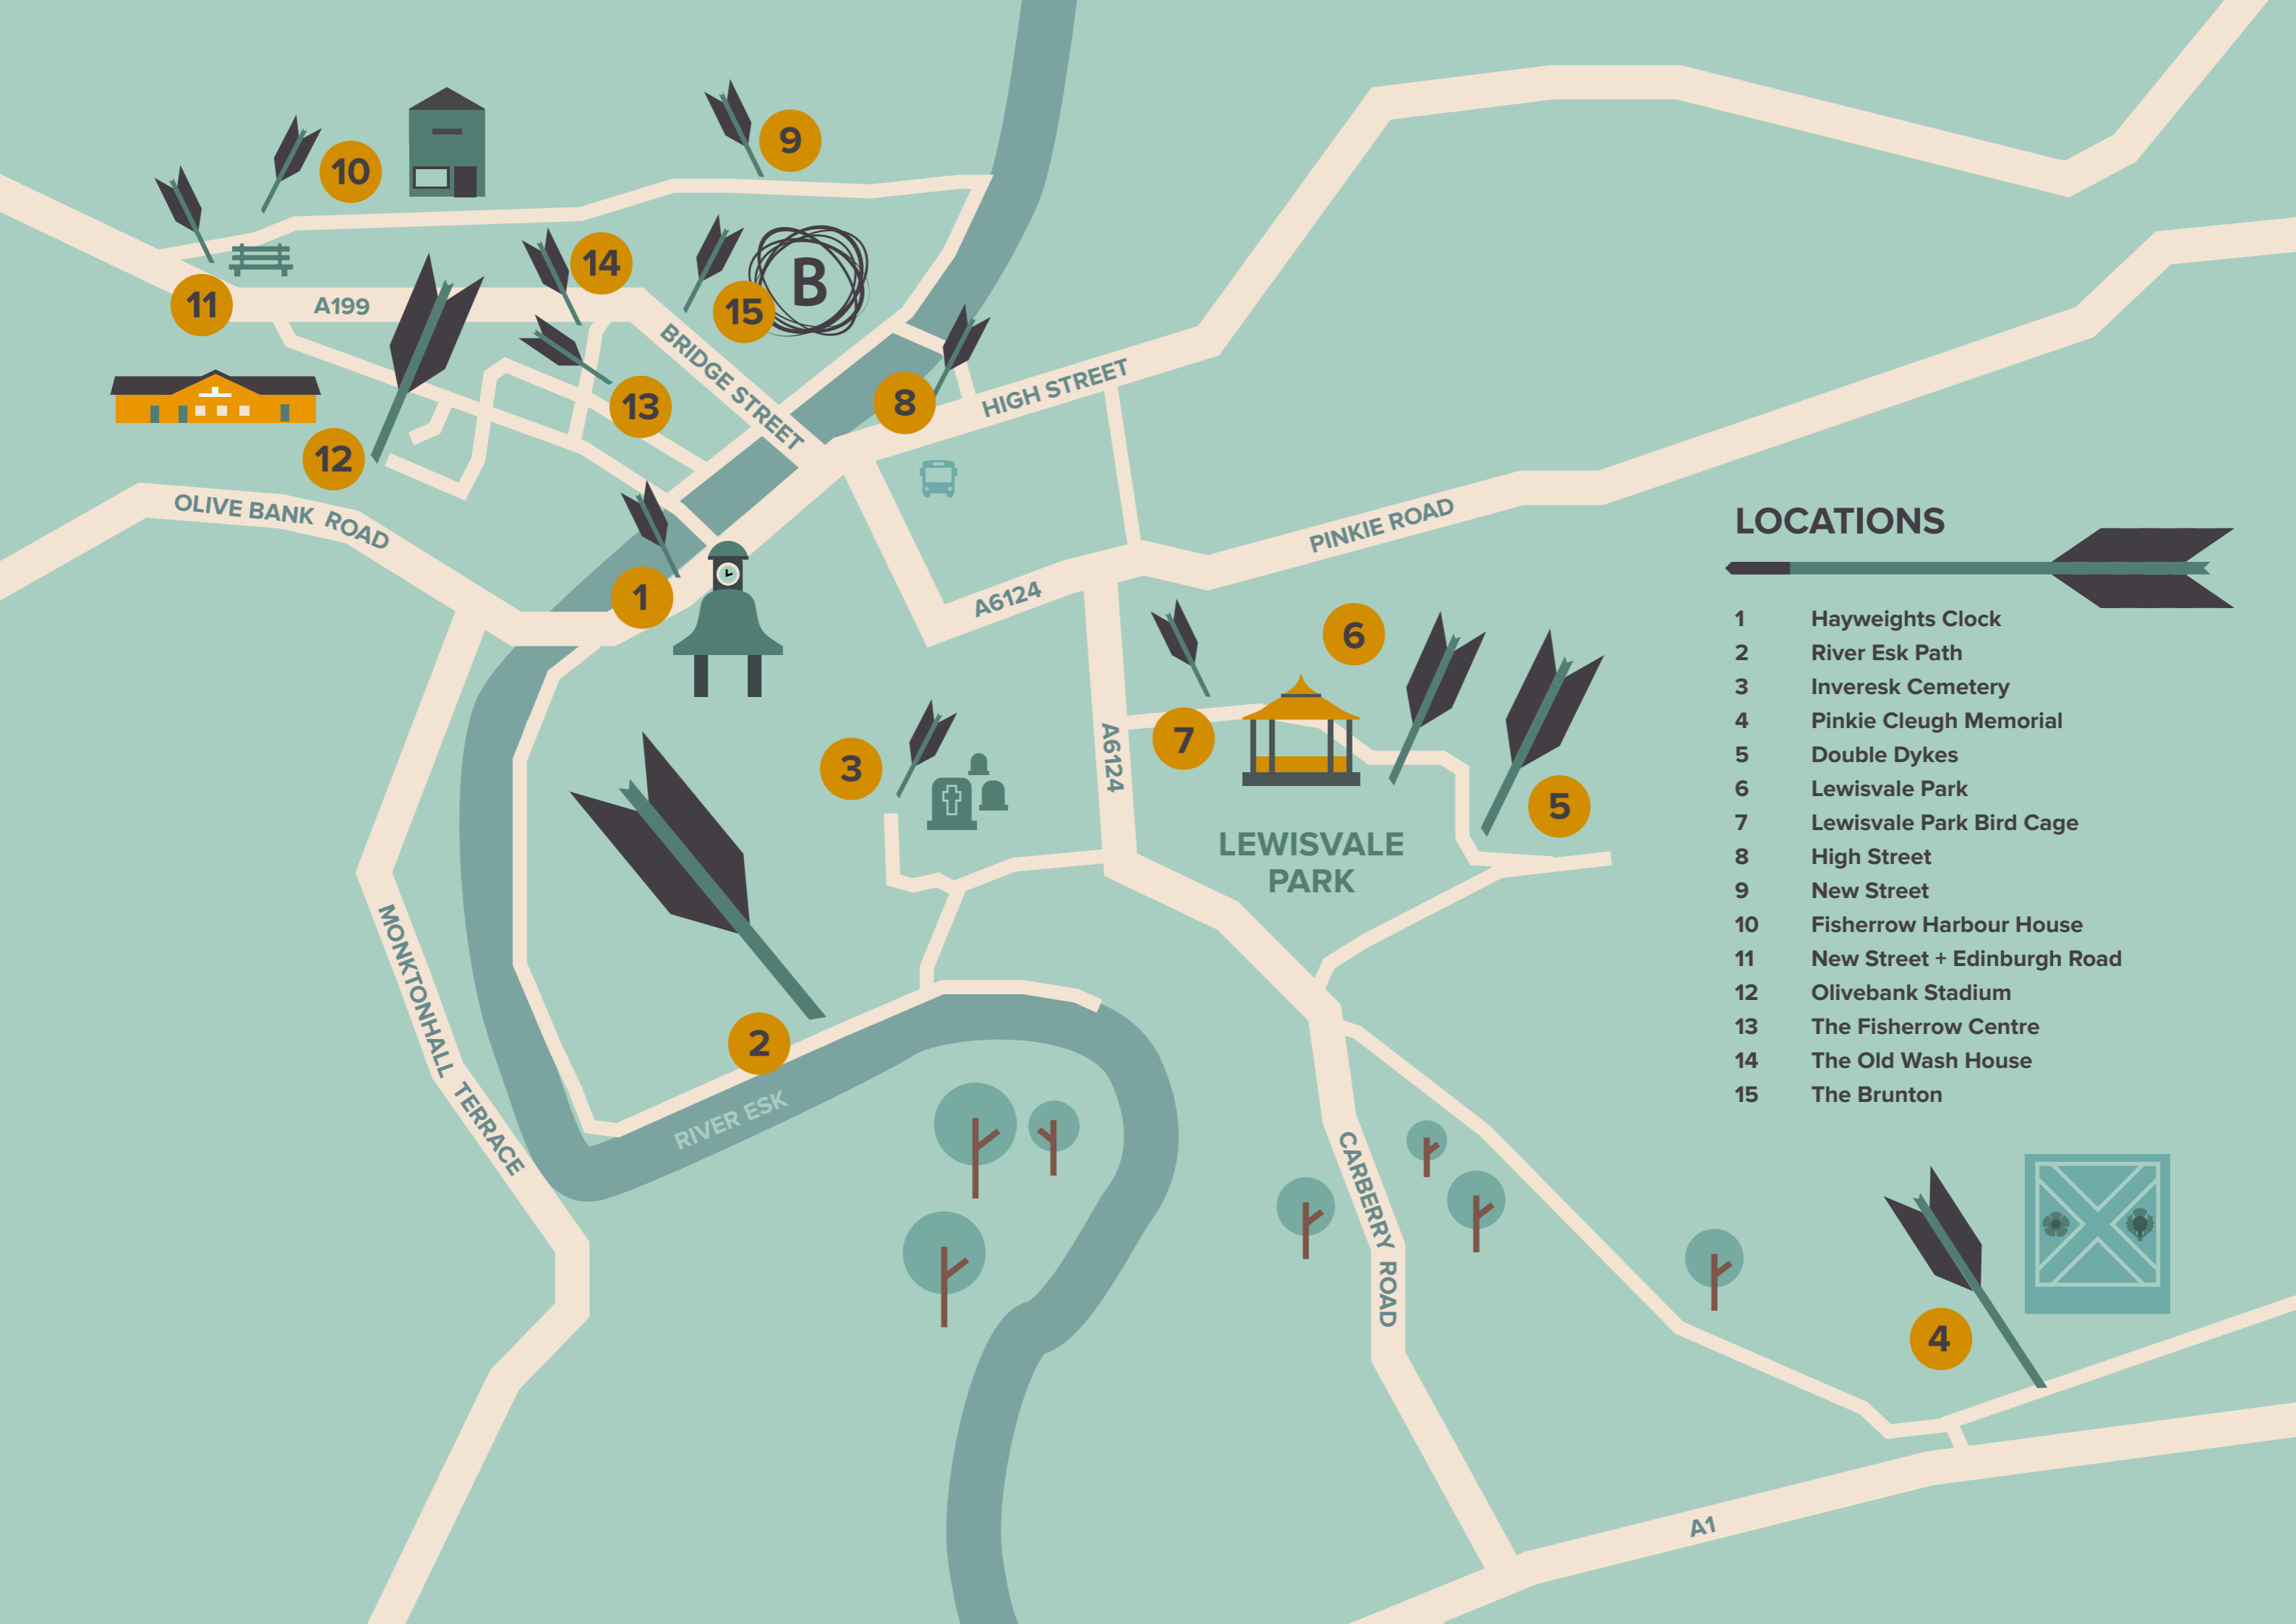 9
10
14
B
15
11
A199
BRIDGE STREET
13
8
HIGH STREET
12
OLIVE BANK ROAD
PINKIE ROAD
1
A6124
6
7
3
A6124
5
LEWISVALE
PARK
MONKTONHALL TERRACE
2
RIVER ESK
CARBERRY ROAD
4
A1
LOCATIONS
1 Hayweights Clock
2 River Esk Path
3 Inveresk Cemetery
4 Pinkie Cleugh Memorial
5 Double Dykes
6 Lewisvale Park
7 Lewisvale Park Bird Cage
8 High Street
9 New Street
10 Fisherrow Harbour House
11 New Street + Edinburgh Road
12 Olivebank Stadium
13 The Fisherrow Centre
14 The Old Wash House
15 The Brunton